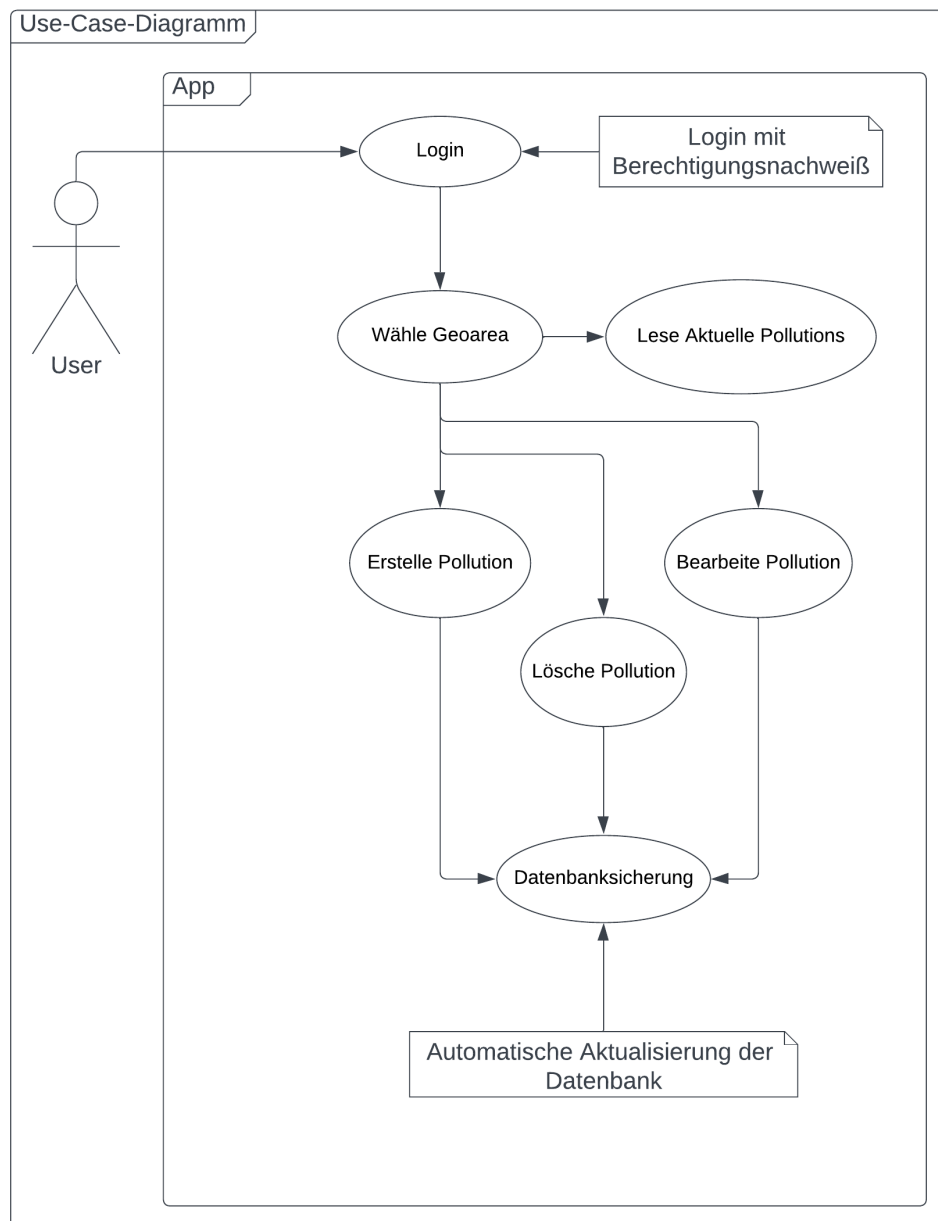 Use-Case-Diagramm
App
Login
Login mit
Berechtigungsnachweiß
User
Wähle Geoarea
Lese Aktuelle Pollutions
Erstelle Pollution
Bearbeite Pollution
Lösche Pollution
Datenbanksicherung
Automatische Aktualisierung der
Datenbank